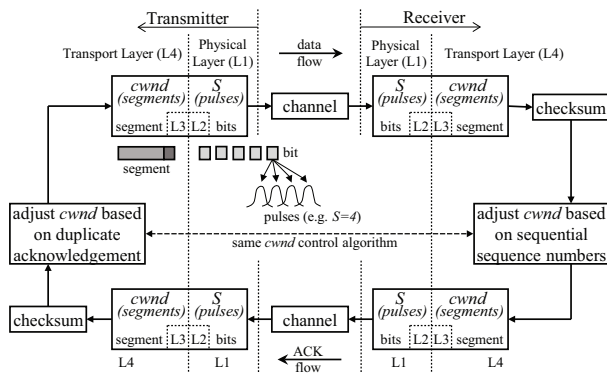 Transmitter
Receiver
Transport Layer (L4)
Physical
Layer (L1)
data
flow
Physical
Layer (L1)
Transport Layer (L4)
cwnd
(segments)
S
(pulses)
segment L3 L2 bits
channel
S
(pulses)
cwnd
(segments)
bits L2 L3 segment
checksum
segment
bit
pulses (e.g. S=4)
adjust cwnd based
on duplicate
acknowledgement
same cwnd control algorithm
adjust cwnd based
on sequential
sequence numbers
checksum
cwnd
(segments)
S
(pulses)
segment L3 L2 bits
channel
S
(pulses)
cwnd
(segments)
bits L2 L3 segment
L4
L1
ACK
flow
L1
L4